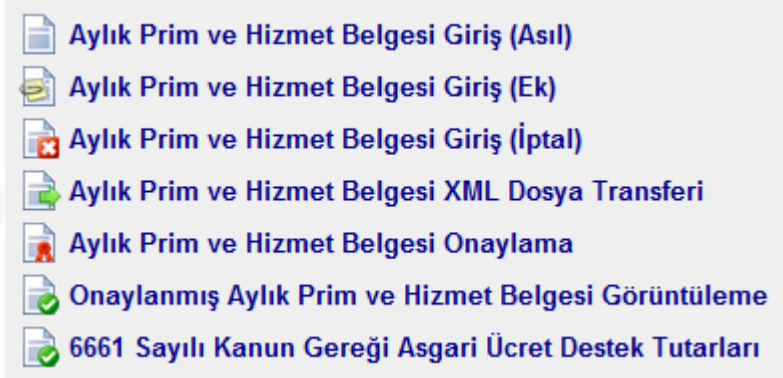 Aylık Prim ve Hizmet Belgesi Giriş (Asıl)
Aylık Prim ve Hizmet Belgesi Giriş (Ek)
Aylık Prim ve Hizmet Belgesi Giriş (İptal)
Aylık Prim ve Hizmet Belgesi XML Dosya Transferi
Aylık Prim ve Hizmet Belgesi Onaylama
Onaylanmış Aylık Prim ve Hizmet Belgesi Görüntüleme
6661 Sayılı Kanun Gereği Asgari Ücret Destek Tutarları